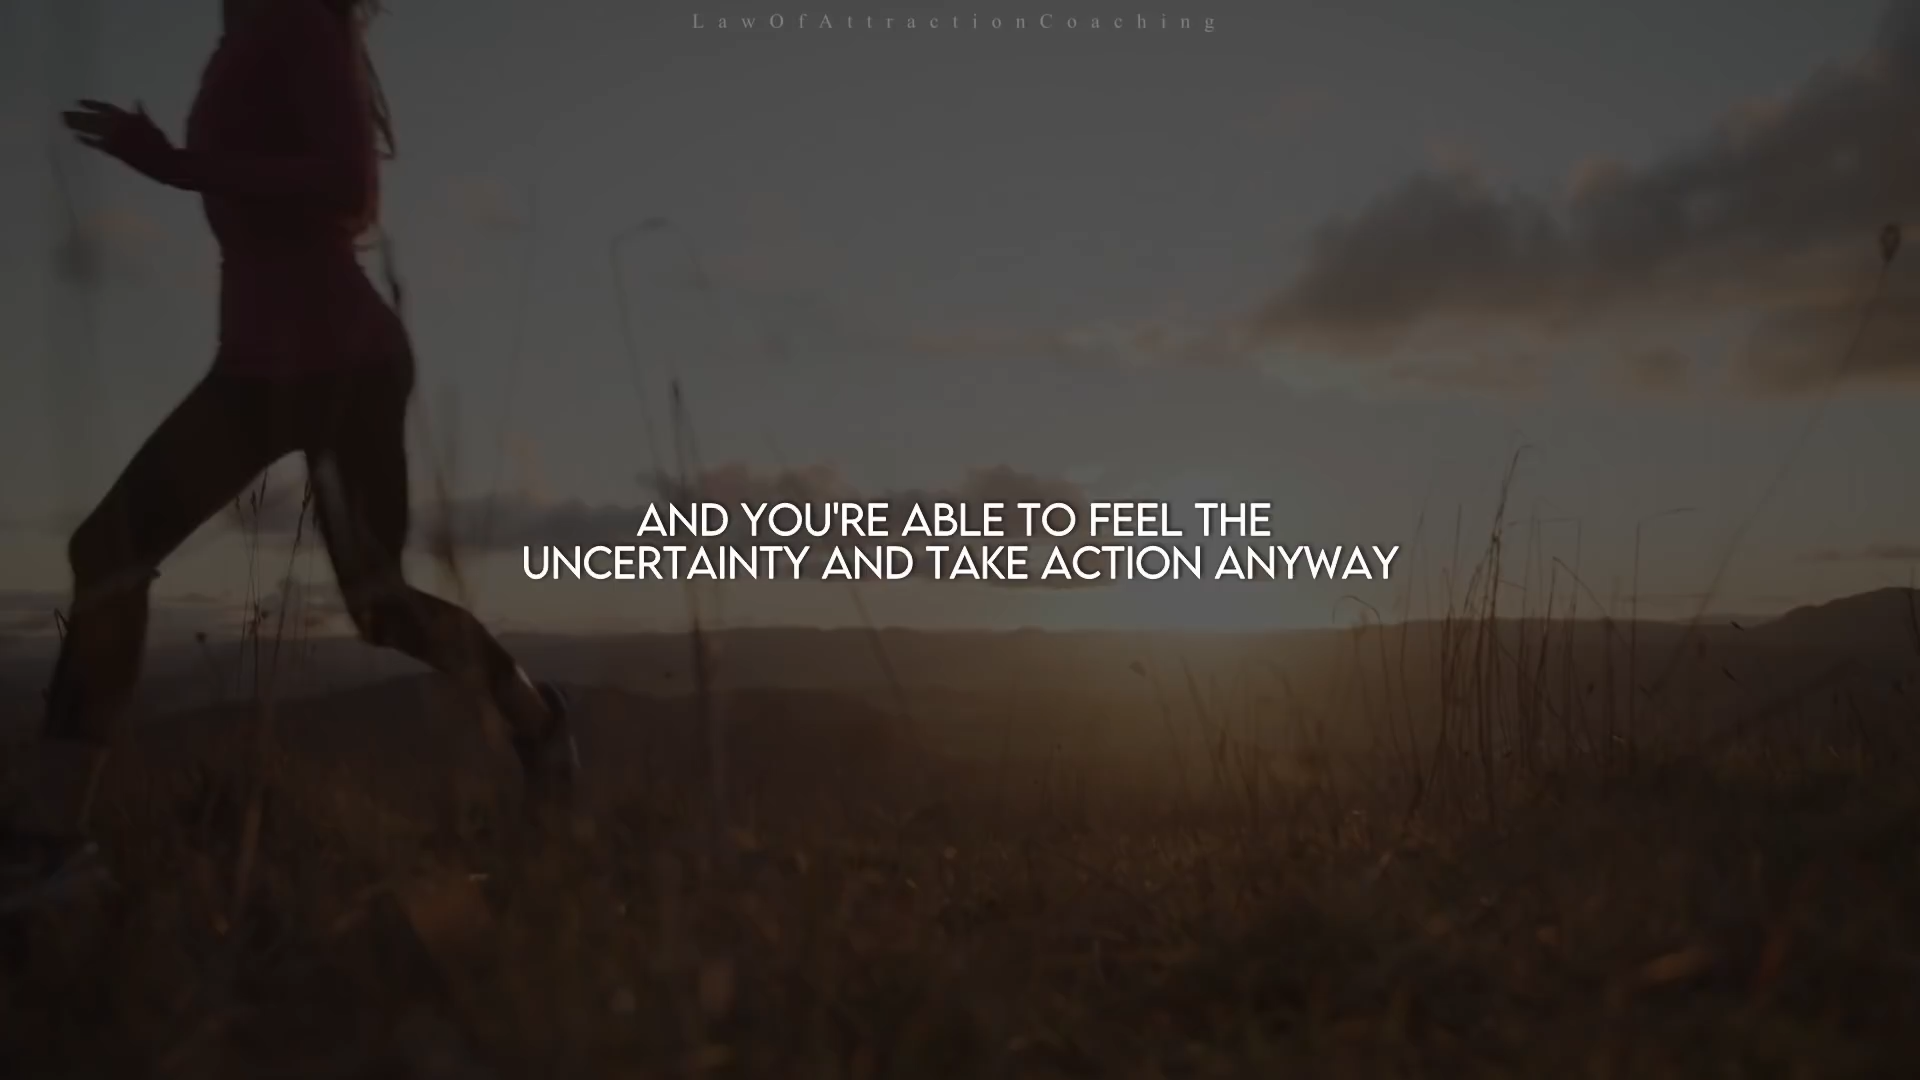 LawOfAttractionCoaching
AND YOU'RE ABLE TO FEEL THE
UNCERTAINTY AND TAKE ACTION ANYWAY